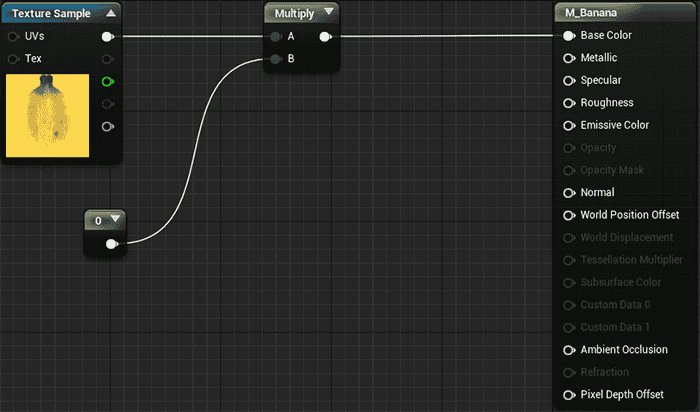 Texture Sample
UVs
Tex
Multiply
A
B
0
M_Banana
Base Color
Metallic
Specular
Roughness
Emissive Color
Opacity
Opacity Mask
Normal
World Position Offset
World Displacement
Tessellation Multiplier
Subsurface Color
Custom Data 0
Custom Data 1
Ambient Occlusion
Refraction
Pixel Depth Offset